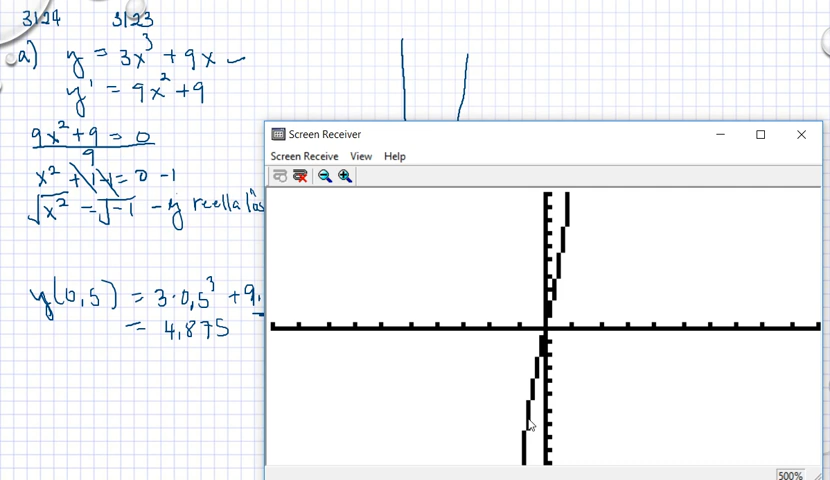 3124 3123
a) y = 3x³ + 9x
y' = 9x² + 9
9x² + 9 = 0
9
x² + 1 - 1 = 0 - 1
√x² = √-1 - ej reella
y(0,5) = 3·0,5³ + 9.
= 4,875
Screen Receiver
Screen Receive View Help
500%